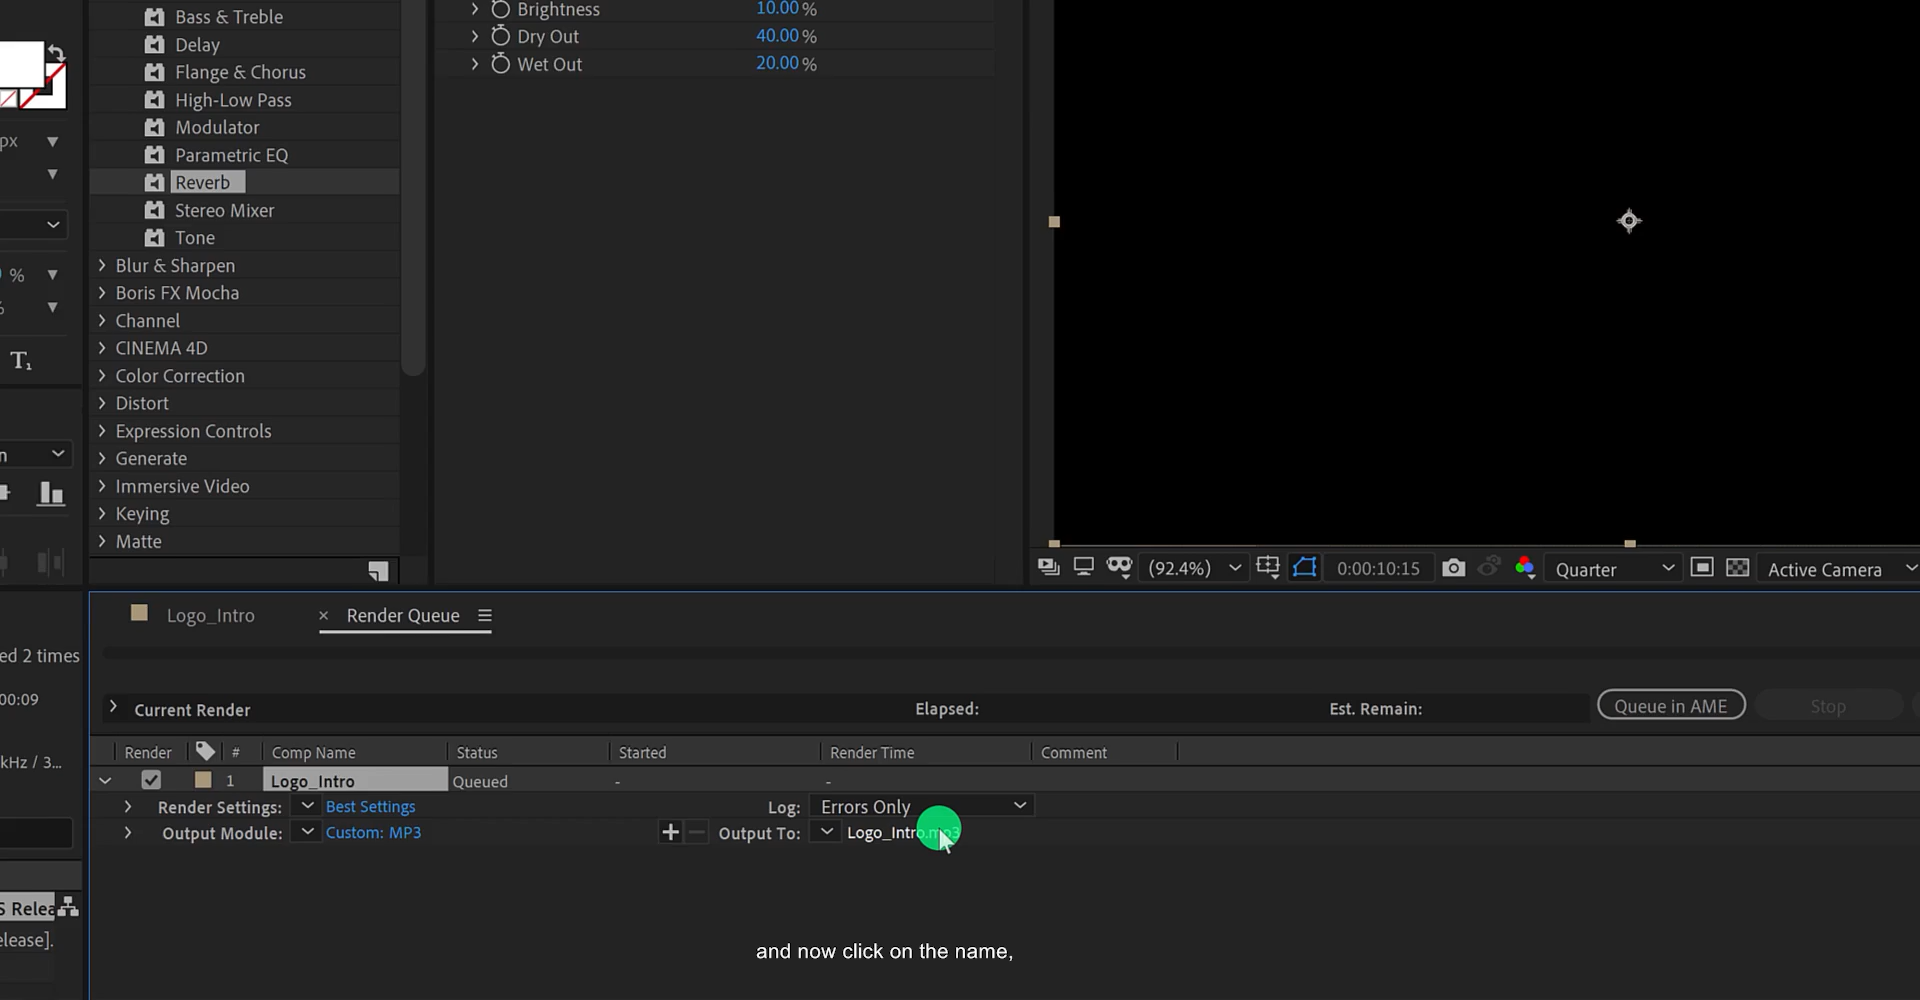 Bass & Treble
Delay
Flange & Chorus
High-Low Pass
Modulator
Parametric EQ
Reverb
Stereo Mixer
Tone
Blur & Sharpen
Boris FX Mocha
Channel
CINEMA 4D
Color Correction
Distort
Expression Controls
Generate
Immersive Video
Keying
Matte
Brightness 10.00 %
Dry Out 40.00 %
Wet Out 20.00 %
px
%
%
T1
n
(92.4%) 0:00:10:15 Quarter Active Camera
Logo_Intro × Render Queue
ed 2 times
00:09
kHz / 3...
S Relea
elease].
Current Render Elapsed: Est. Remain: Queue in AME Stop
Render # Comp Name Status Started Render Time Comment
1 Logo_Intro Queued - -
Render Settings: Best Settings Log: Errors Only
Output Module: Custom: MP3 + − Output To: Logo_Intro.mp3
and now click on the name,